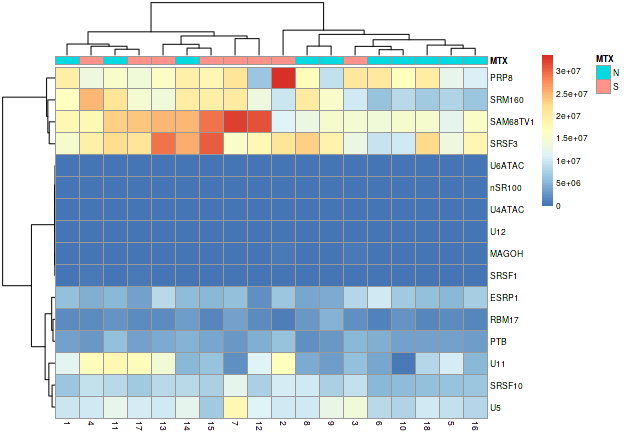 MTX
PRP8
SRM160
SAM68TV1
SRSF3
U6ATAC
nSR100
U4ATAC
U12
MAGOH
SRSF1
ESRP1
RBM17
PTB
U11
SRSF10
U5
1 4 11 17 13 14 15 7 12 2 8 9 3 6 10 18 5 16
3e+07
2.5e+07
2e+07
1.5e+07
1e+07
5e+06
0
MTX
N
S